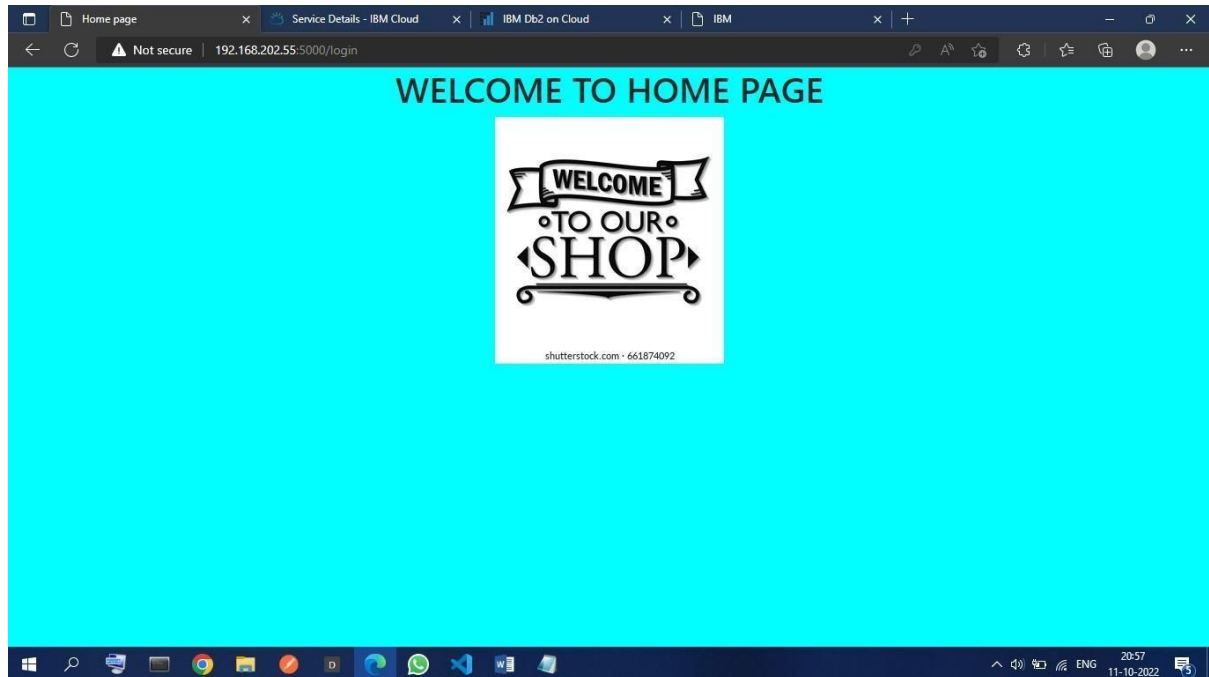 Home page
Service Details - IBM Cloud
IBM Db2 on Cloud
IBM
Not secure
192.168.202.55:5000/login
WELCOME TO HOME PAGE
WELCOME
TO OUR
SHOP
shutterstock.com · 661874092
D
W
ENG
20:57
11-10-2022
5